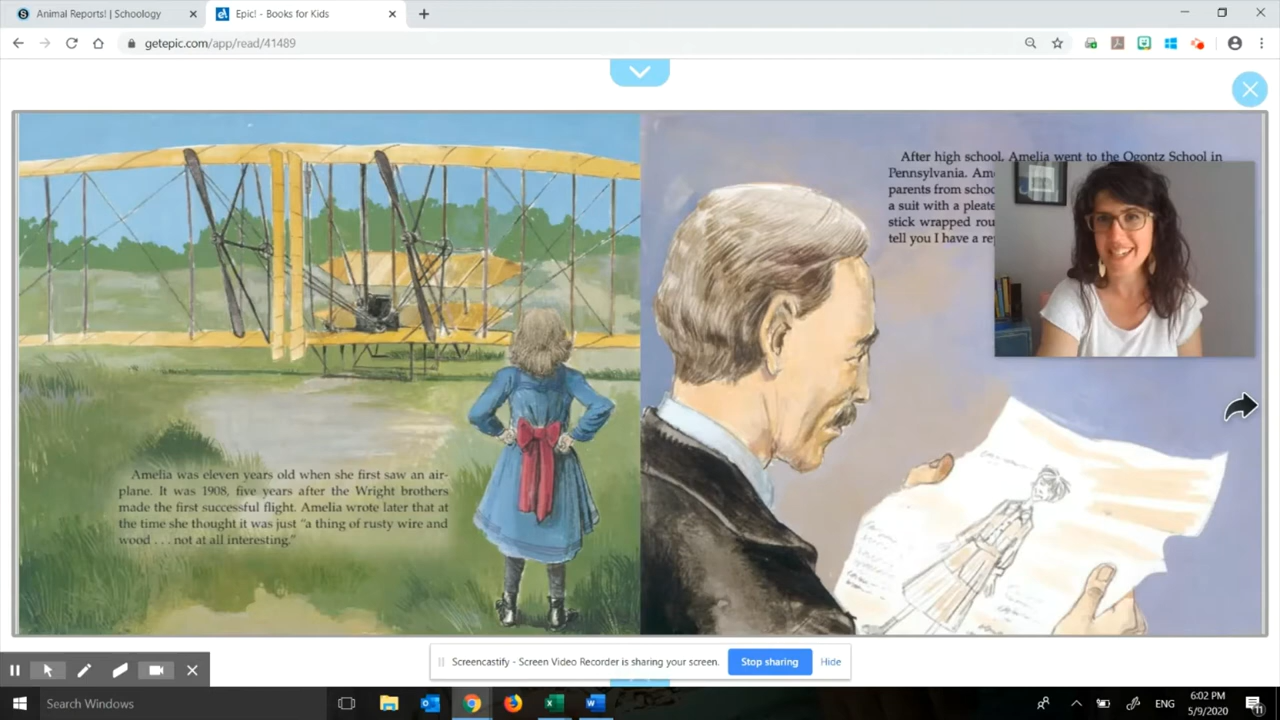 Animal Reports! | Schoology
Epic! - Books for Kids
getepic.com/app/read/41489
After high school, Amelia went to the Ogontz School in
Pennsylvania. Am
parents from schoo
a suit with a pleate
stick wrapped rou
tell you I have a re
Amelia was eleven years old when she first saw an air-
plane. It was 1908, five years after the Wright brothers
made the first successful flight. Amelia wrote later that at
the time she thought it was just "a thing of rusty wire and
wood . . . not at all interesting."
Screencastify - Screen Video Recorder is sharing your screen.
Stop sharing
Hide
Search Windows
ENG
6:02 PM
5/9/2020
11